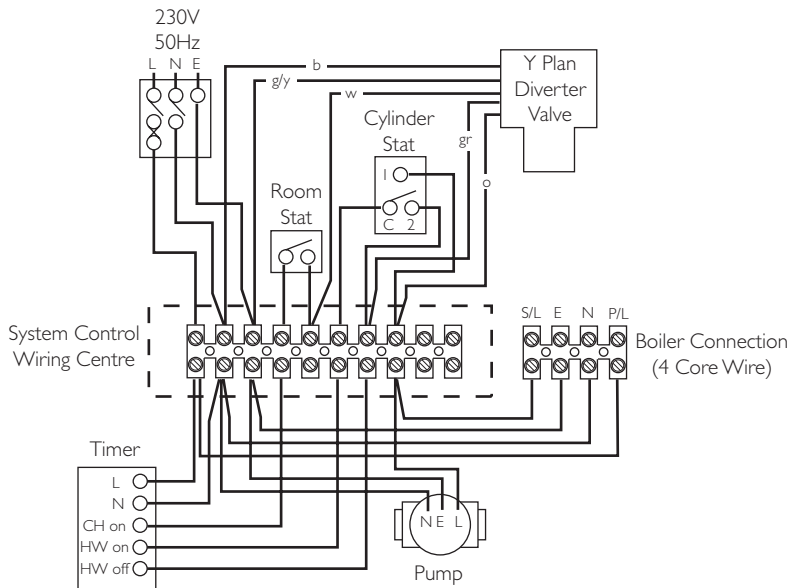 230V
50Hz
L N E
b
g/y
w
Y Plan
Diverter
Valve
gr
o
Cylinder
Stat
1
C 2
Room
Stat
System Control
Wiring Centre
S/L E N P/L
Boiler Connection
(4 Core Wire)
Timer
L
N
CH on
HW on
HW off
N E L
Pump